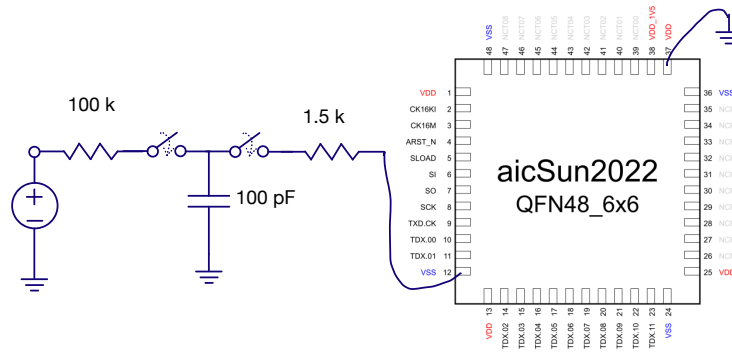 100 k
1.5 k
100 pF
+
−
VSS 48
NCT08 47
NCT07 46
NCT06 45
NCT05 44
NCT04 43
NCT03 42
NCT02 41
NCT01 40
NCT00 39
VDD_1V5 38
VDD 37
VDD 1
CK16KI 2
CK16M 3
ARST_N 4
SLOAD 5
SI 6
SO 7
SCK 8
TXD.CK 9
TDX.00 10
TDX.01 11
VSS 12
aicSun2022
QFN48_6x6
36 VSS
35
34
33
32
31
30
29
28
27
26
25 VDD
VDD 13
TDX.02 14
TDX.03 15
TDX.04 16
TDX.05 17
TDX.06 18
TDX.07 19
TDX.08 20
TDX.09 21
TDX.10 22
TDX.11 23
VSS 24